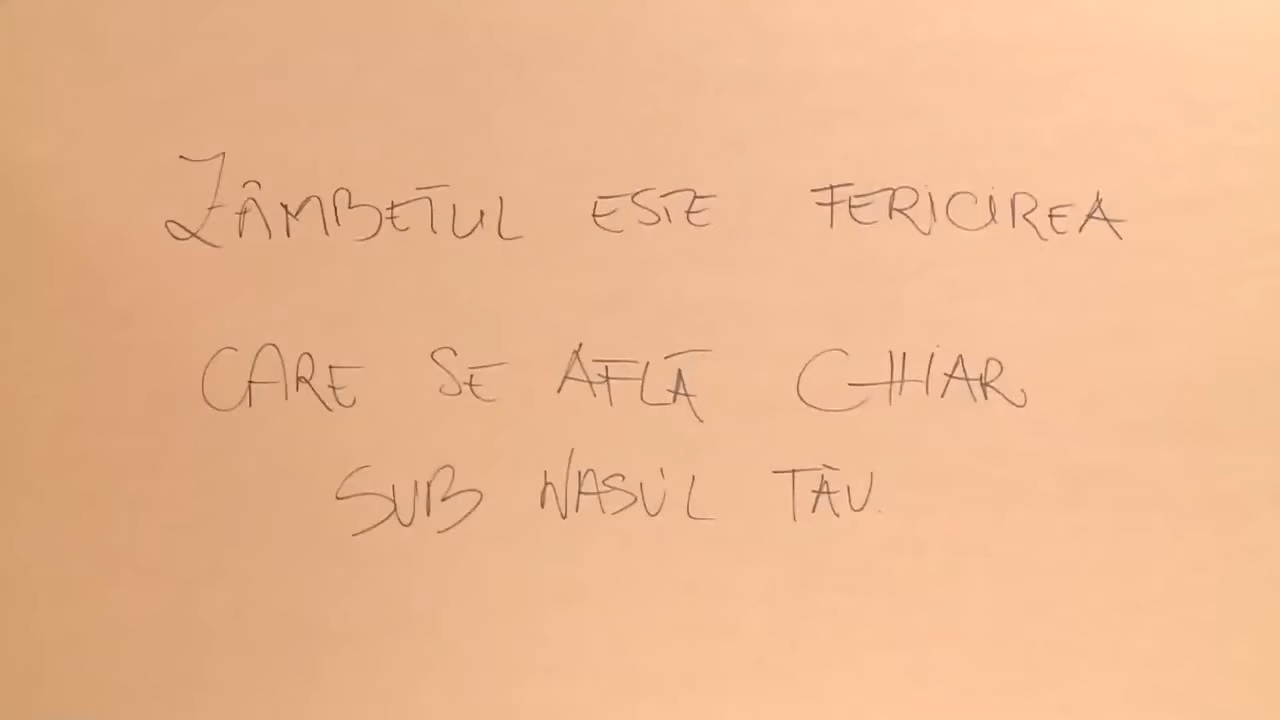 ZÂMBETUL ESTE FERICIREA
CARE SE AFLĂ CHIAR
SUB NASUL TĂU.